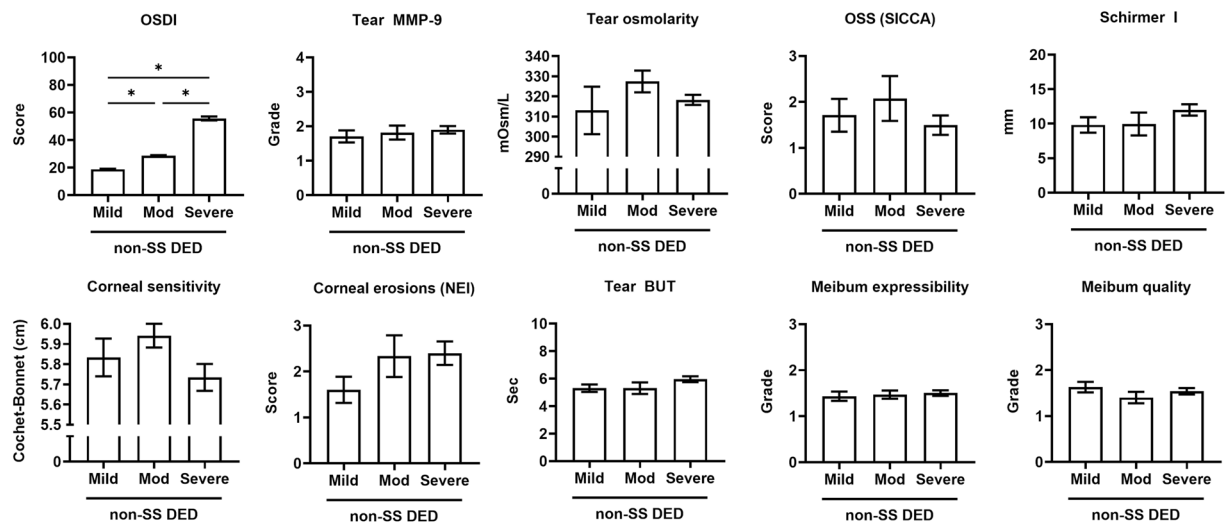 OSDI
Score
100
80
60
40
20
0
*
*
*
Mild Mod Severe
non-SS DED
Tear MMP-9
Grade
4
3
2
1
0
Mild Mod Severe
non-SS DED
Tear osmolarity
mOsm/L
340
330
320
310
300
290
0
Mild Mod Severe
non-SS DED
OSS (SICCA)
Score
3
2
1
0
Mild Mod Severe
non-SS DED
Schirmer I
mm
20
15
10
5
0
Mild Mod Severe
non-SS DED
Corneal sensitivity
Cochet-Bonnet (cm)
6.0
5.9
5.8
5.7
5.6
5.5
0
Mild Mod Severe
non-SS DED
Corneal erosions (NEI)
Score
3
2
1
0
Mild Mod Severe
non-SS DED
Tear BUT
Sec
10
8
6
4
2
0
Mild Mod Severe
non-SS DED
Meibum expressibility
Grade
3
2
1
0
Mild Mod Severe
non-SS DED
Meibum quality
Grade
3
2
1
0
Mild Mod Severe
non-SS DED